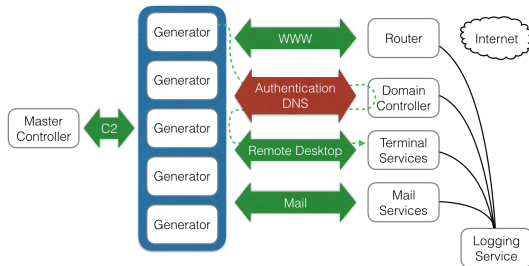 Generator
WWW
Router
Internet
Generator
Authentication
DNS
Domain
Controller
Master
Controller
C2
Generator
Remote Desktop
Terminal
Services
Generator
Mail
Mail
Services
Generator
Logging
Service